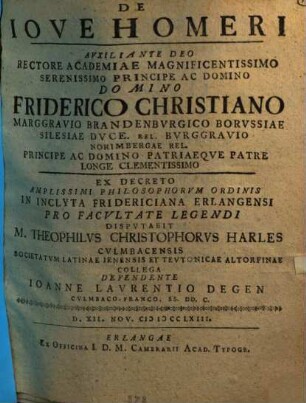 DE
IOVE HOMERI
AVXILIANTE DEO
RECTORE ACADEMIAE MAGNIFICENTISSIMO
SERENISSIMO PRINCIPE AC DOMINO
DOMINO
FRIDERICO CHRISTIANO
MARGGRAVIO BRANDENBVRGICO BORVSSIAE
SILESIAE DVCE. REL. BVRGGRAVIO
NORIMBERGAE REL.
PRINCIPE AC DOMINO PATRIAEQVE PATRE
LONGE CLEMENTISSIMO
EX DECRETO
AMPLISSIMI PHILOSOPHORVM ORDINIS
IN INCLVTA FRIDERICIANA ERLANGENSI
PRO FACVLTATE LEGENDI
DISPVTABIT
M. THEOPHILVS CHRISTOPHORVS HARLES
CVLMBACENSIS
SOCIETATVM LATINAE IENENSIS ET TEVTONICAE ALTORFINAE
COLLEGA
DEFENDENTE
IOANNE LAVRENTIO DEGEN
CVLMBACO-FRANCO. SS. DD. C.
D. XII. NOV. CIƆIƆCCLXIII.
ERLANGAE
EX OFFICINA I. D. M. CAMERARII ACAD. TYPOGR.